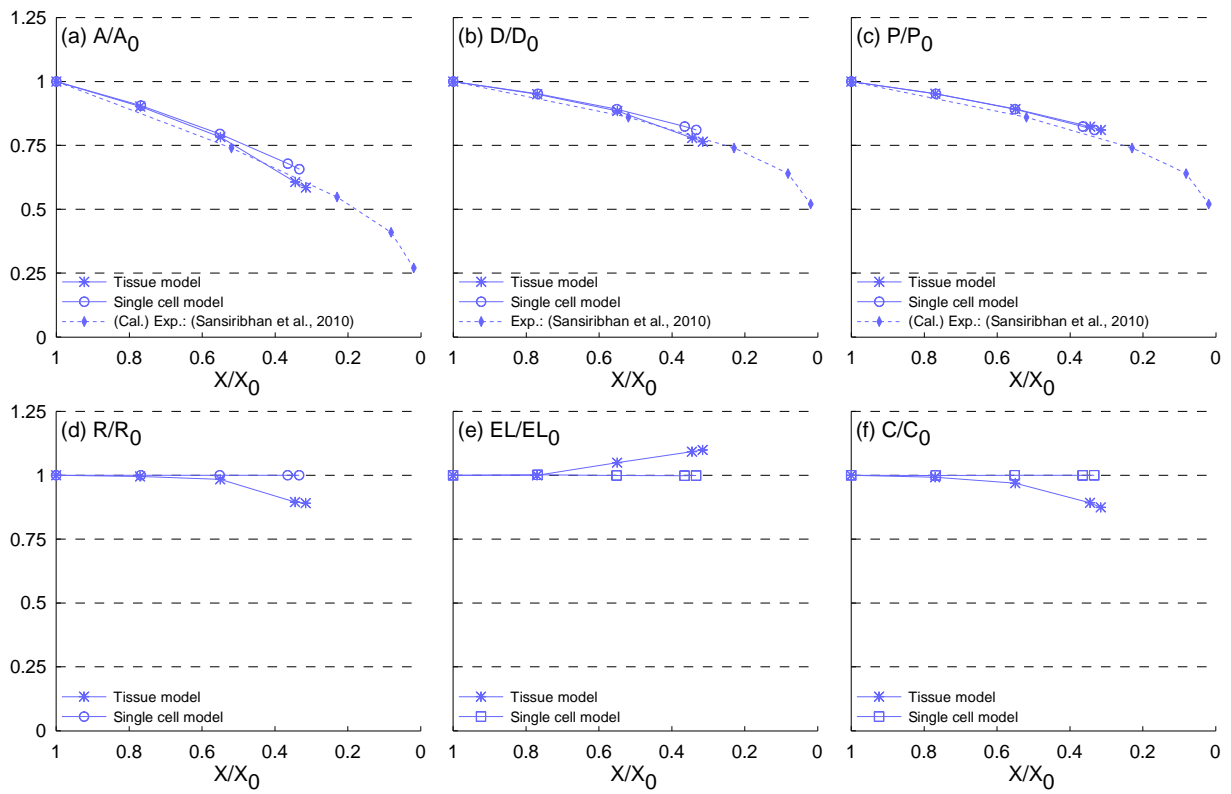 (a) A/A0
1.25
1
0.75
0.5
0.25
0
Tissue model
Single cell model
(Cal.) Exp.: (Sansiribhan et al., 2010)
1 0.8 0.6 0.4 0.2 0
X/X0
(b) D/D0
Tissue model
Single cell model
Exp.: (Sansiribhan et al., 2010)
1 0.8 0.6 0.4 0.2 0
X/X0
(c) P/P0
Tissue model
Single cell model
(Cal.) Exp.: (Sansiribhan et al., 2010)
1 0.8 0.6 0.4 0.2 0
X/X0
(d) R/R0
1.25
1
0.75
0.5
0.25
0
Tissue model
Single cell model
1 0.8 0.6 0.4 0.2 0
X/X0
(e) EL/EL0
Tissue model
Single cell model
1 0.8 0.6 0.4 0.2 0
X/X0
(f) C/C0
Tissue model
Single cell model
1 0.8 0.6 0.4 0.2 0
X/X0